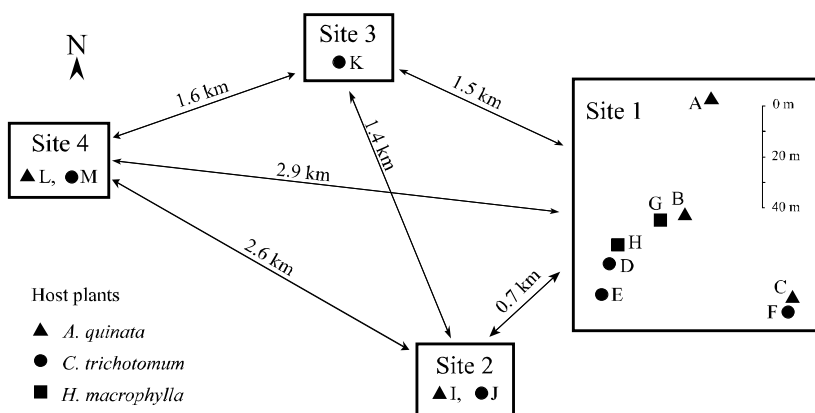 N
Site 3
K
1.6 km
1.5 km
1.4 km
Site 4
L, M
2.9 km
2.6 km
0.7 km
Site 1
A
0 m
20 m
40 m
G B
H
D
E
C
F
Site 2
I, J
Host plants
A. quinata
C. trichotomum
H. macrophylla